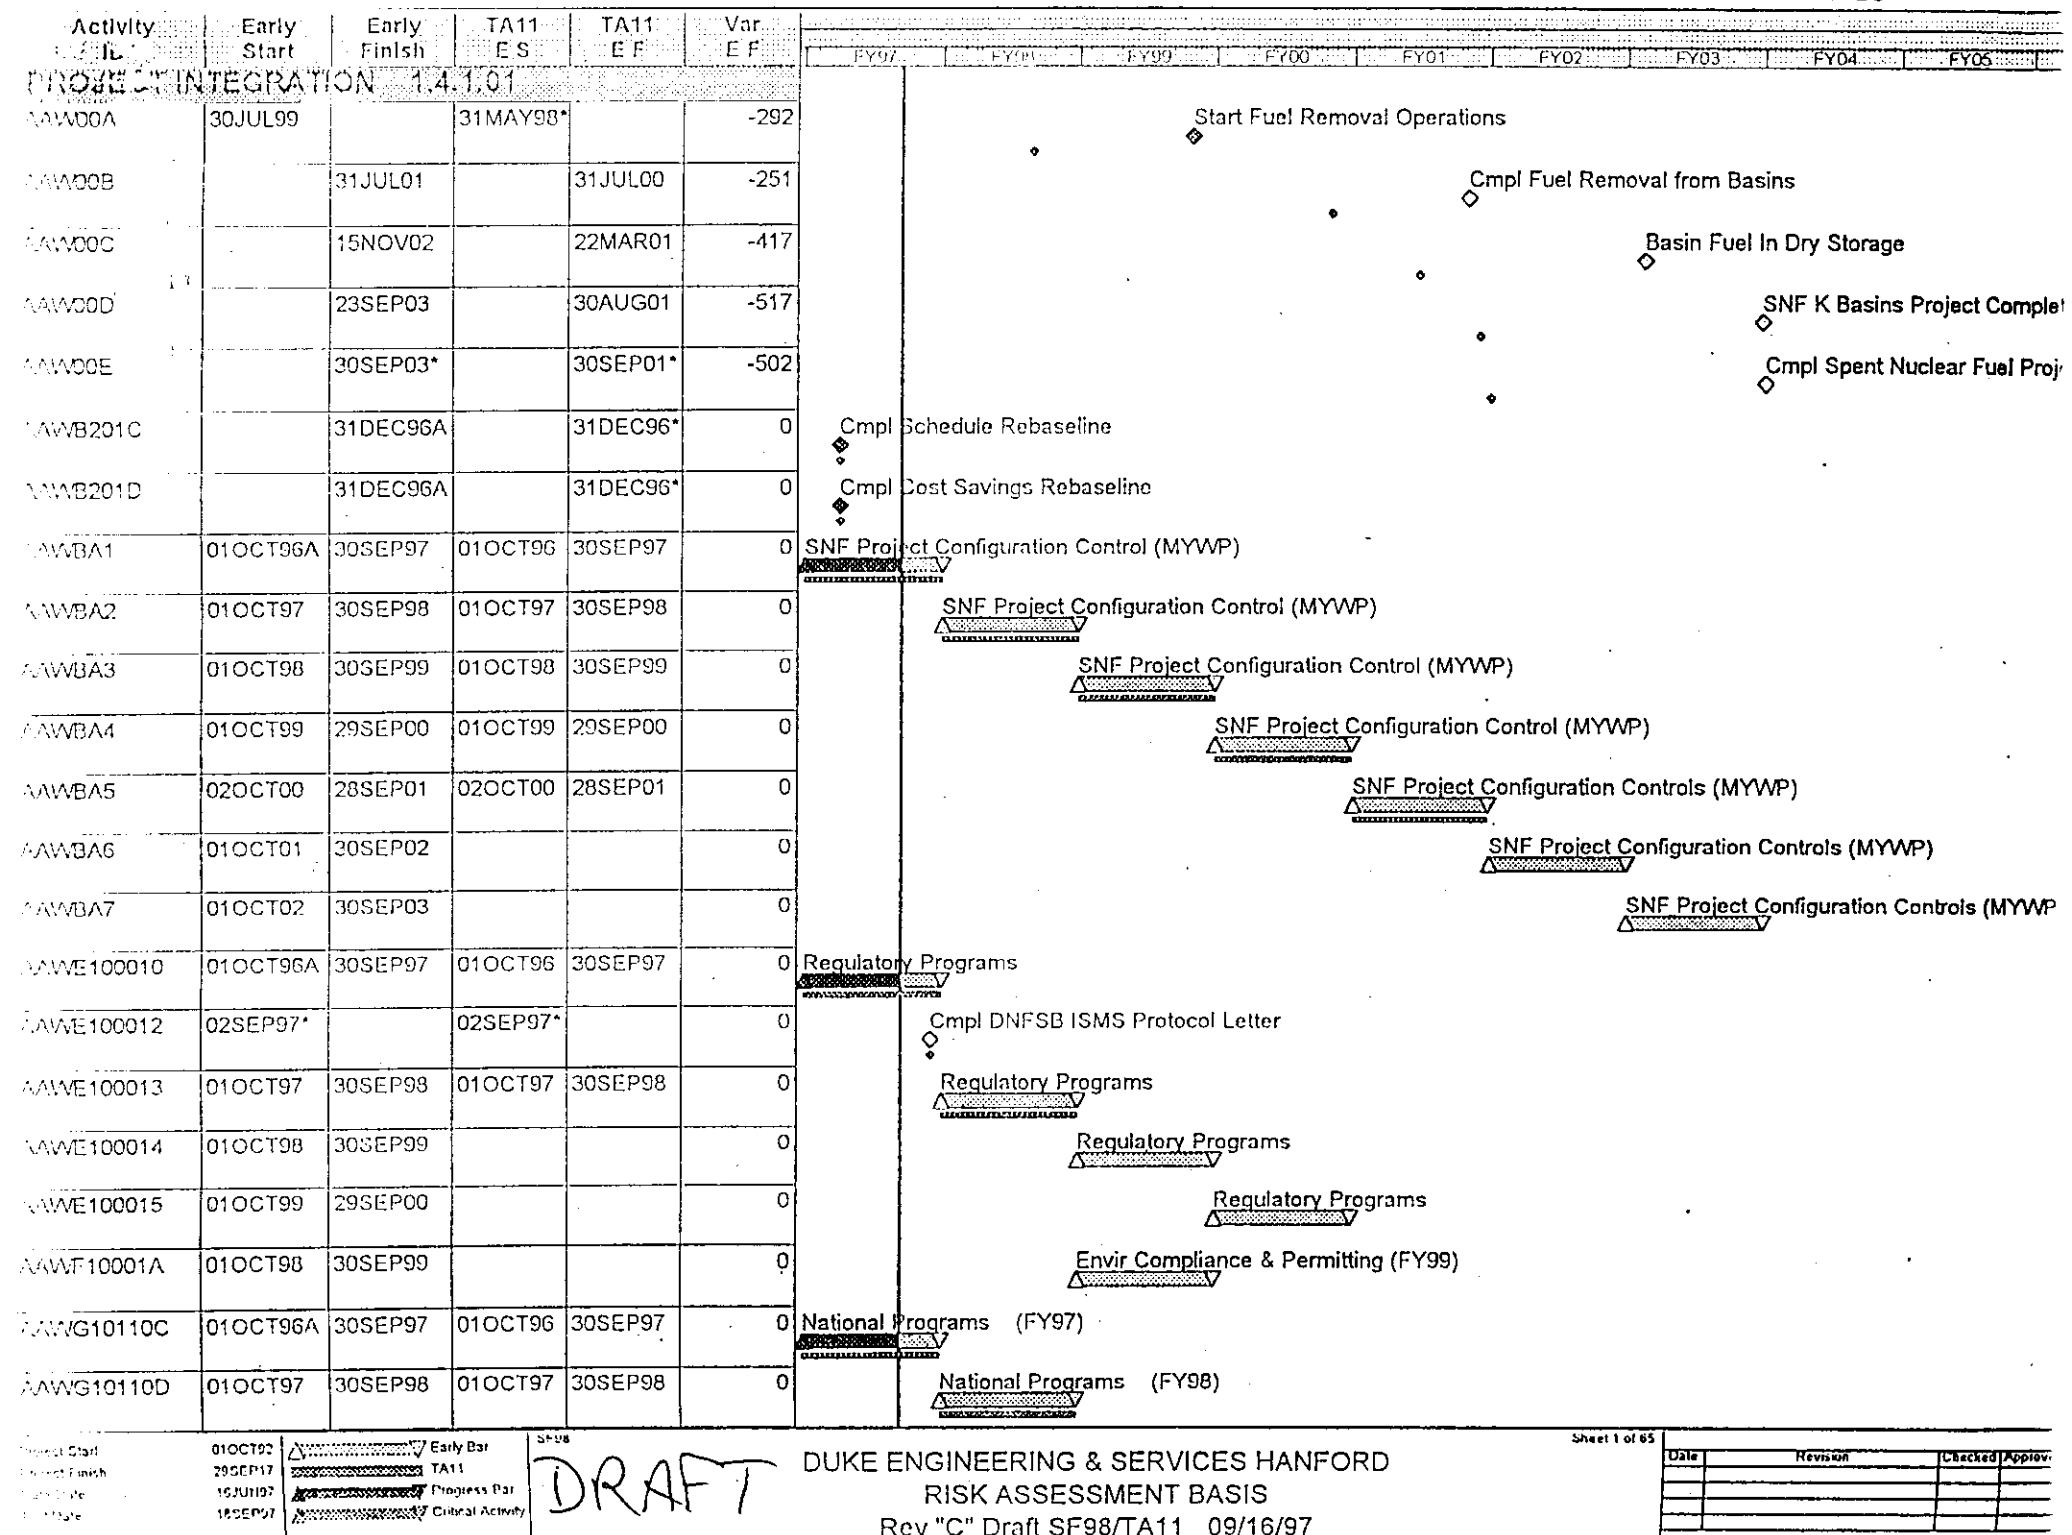 Activity Early Early TA11 TA11 Var
Start Finish E S E F E F
FY97 FY99 FY00 FY01 FY02 FY03 FY04 FY05
PROJECT INTEGRATION 1.4.1.01
AAW00A 30JUL99 31MAY98* -292 Start Fuel Removal Operations
AAW00B 31JUL01 31JUL00 -251 Cmpl Fuel Removal from Basins
AAW00C 15NOV02 22MAR01 -417 Basin Fuel In Dry Storage
AAW00D 23SEP03 30AUG01 -517 SNF K Basins Project Complet
AAW00E 30SEP03* 30SEP01* -502 Cmpl Spent Nuclear Fuel Proj
AAWB201C 31DEC96A 31DEC96* 0 Cmpl Schedule Rebaseline
AAWB201D 31DEC96A 31DEC96* 0 Cmpl Cost Savings Rebaseline
AAWBA1 01OCT96A 30SEP97 01OCT96 30SEP97 0 SNF Project Configuration Control (MYWP)
AAWBA2 01OCT97 30SEP98 01OCT97 30SEP98 0 SNF Project Configuration Control (MYWP)
AAWBA3 01OCT98 30SEP99 01OCT98 30SEP99 0 SNF Project Configuration Control (MYWP)
AAWBA4 01OCT99 29SEP00 01OCT99 29SEP00 0 SNF Project Configuration Control (MYWP)
AAWBA5 02OCT00 28SEP01 02OCT00 28SEP01 0 SNF Project Configuration Controls (MYWP)
AAWBA6 01OCT01 30SEP02 0 SNF Project Configuration Controls (MYWP)
AAWBA7 01OCT02 30SEP03 0 SNF Project Configuration Controls (MYWP
AAWE100010 01OCT96A 30SEP97 01OCT96 30SEP97 0 Regulatory Programs
AAWE100012 02SEP97* 02SEP97* 0 Cmpl DNFSB ISMS Protocol Letter
AAWE100013 01OCT97 30SEP98 01OCT97 30SEP98 0 Regulatory Programs
AAWE100014 01OCT98 30SEP99 0 Regulatory Programs
AAWE100015 01OCT99 29SEP00 0 Regulatory Programs
AAWF10001A 01OCT98 30SEP99 0 Envir Compliance & Permitting (FY99)
AAWG10110C 01OCT96A 30SEP97 01OCT96 30SEP97 0 National Programs (FY97)
AAWG10110D 01OCT97 30SEP98 01OCT97 30SEP98 0 National Programs (FY98)
Project Start 01OCT92 Early Bar
Project Finish 29SEP17 TA11
15JUN97 Progress Bar
18SEP97 Critical Activity
SF98
DRAFT
DUKE ENGINEERING & SERVICES HANFORD
RISK ASSESSMENT BASIS
Rev "C" Draft SF98/TA11 09/16/97
Sheet 1 of 65
Date Revision Checked Approv